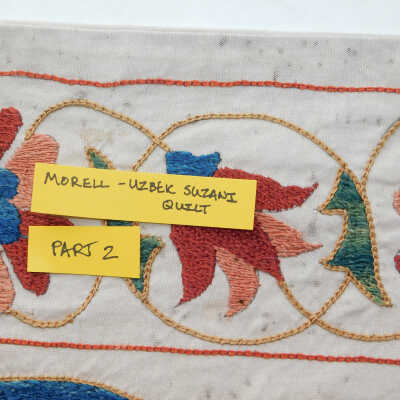 MORELL - UZBEK SUZANI
QUILT
PART 2